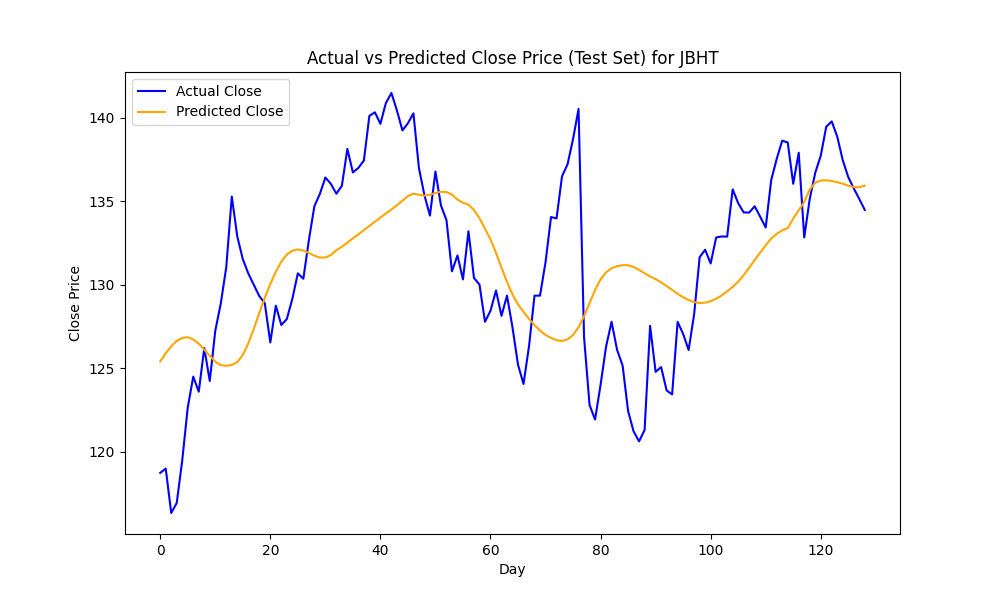 Actual vs Predicted Close Price (Test Set) for JBHT
Actual Close
Predicted Close
Close Price
140
135
130
125
120
0 20 40 60 80 100 120
Day